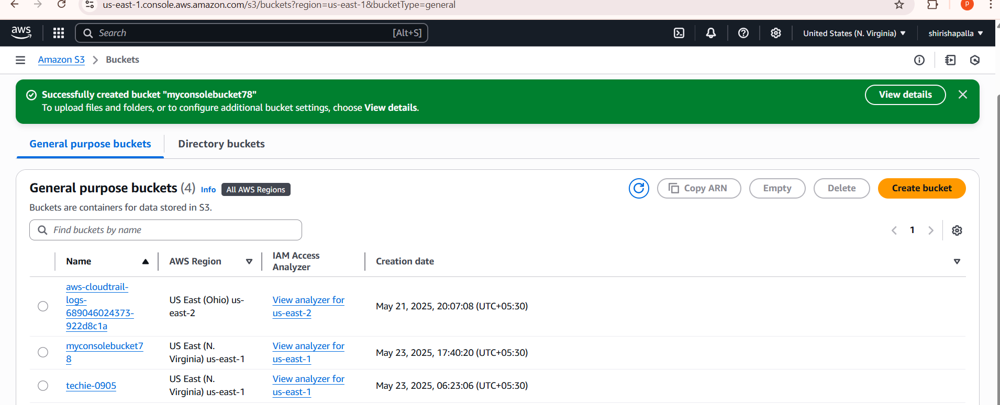 us-east-1.console.aws.amazon.com/s3/buckets?region=us-east-1&bucketType=general
P
aws
Search
[Alt+S]
United States (N. Virginia)
shirishapalla
Amazon S3
Buckets
Successfully created bucket "myconsolebucket78"
To upload files and folders, or to configure additional bucket settings, choose View details.
View details
General purpose buckets
Directory buckets
General purpose buckets (4) Info All AWS Regions
Copy ARN
Empty
Delete
Create bucket
Buckets are containers for data stored in S3.
Find buckets by name
1
Name
AWS Region
IAM Access
Analyzer
Creation date
aws-cloudtrail-
logs-
689046024373-
922d8c1a
US East (Ohio) us-
east-2
View analyzer for
us-east-2
May 21, 2025, 20:07:08 (UTC+05:30)
myconsolebucket7
8
US East (N.
Virginia) us-east-1
View analyzer for
us-east-1
May 23, 2025, 17:40:20 (UTC+05:30)
techie-0905
US East (N.
Virginia) us-east-1
View analyzer for
us-east-1
May 23, 2025, 06:23:06 (UTC+05:30)